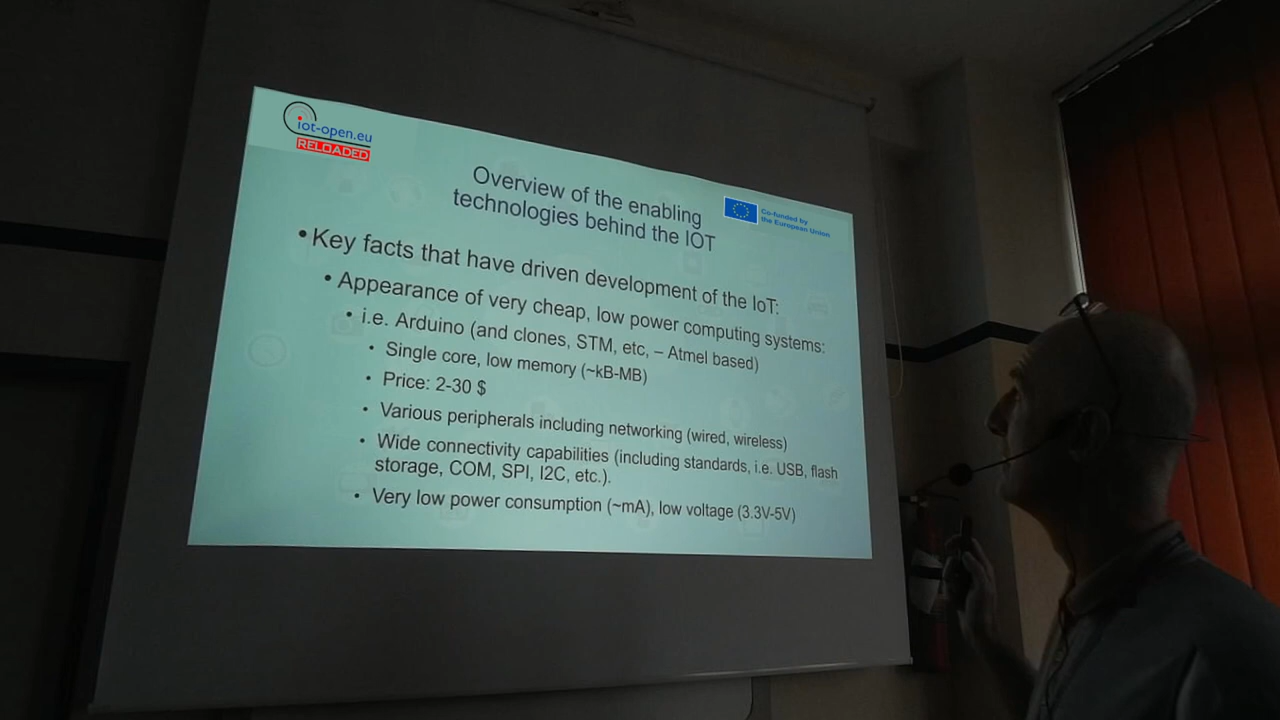 iot-open.eu
RELOADED
Overview of the enabling
technologies behind the IOT
Co-funded by
the European Union
• Key facts that have driven development of the IoT:
• Appearance of very cheap, low power computing systems:
• i.e. Arduino (and clones, STM, etc, – Atmel based)
• Single core, low memory (~kB-MB)
• Price: 2-30 $
• Various peripherals including networking (wired, wireless)
• Wide connectivity capabilities (including standards, i.e. USB, flash
storage, COM, SPI, I2C, etc.).
• Very low power consumption (~mA), low voltage (3.3V-5V)